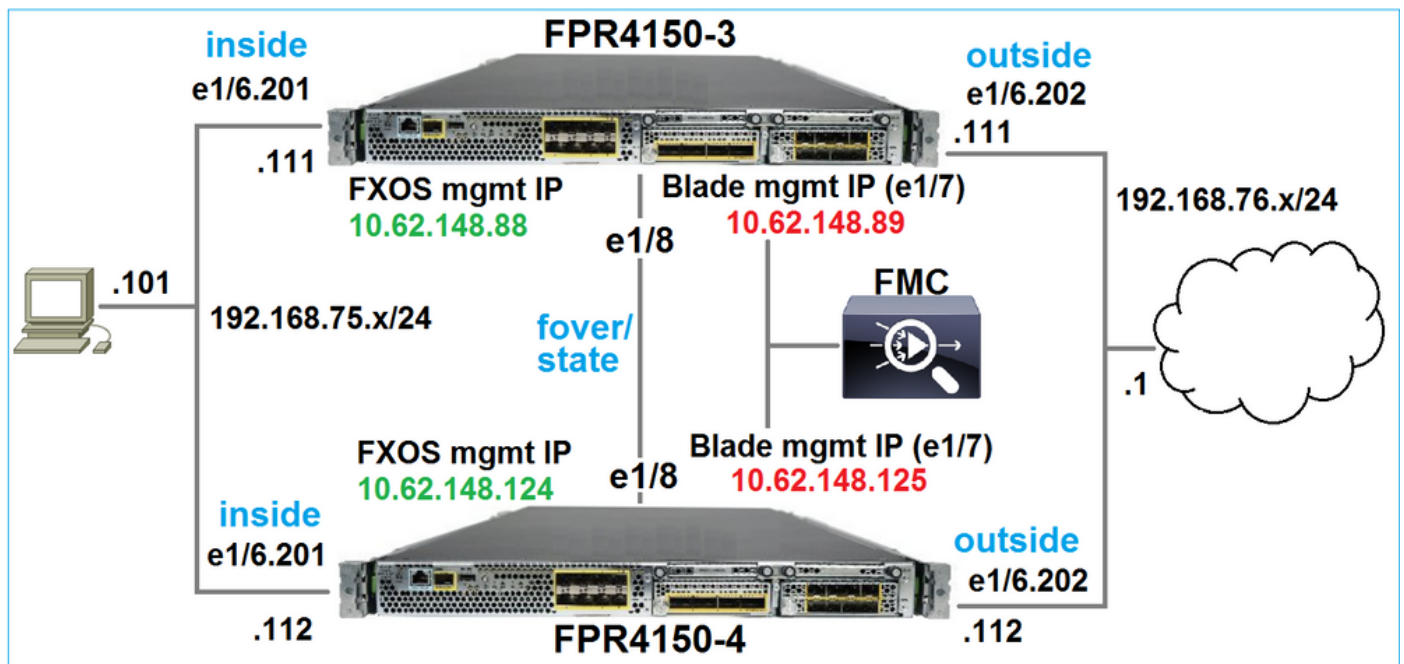 FPR4150-3
inside
e1/6.201
.111
outside
e1/6.202
.111
FXOS mgmt IP
10.62.148.88
Blade mgmt IP (e1/7)
10.62.148.89
e1/8
192.168.76.x/24
.101
192.168.75.x/24
fover/
state
FMC
.1
FXOS mgmt IP
10.62.148.124
e1/8
Blade mgmt IP (e1/7)
10.62.148.125
inside
e1/6.201
.112
outside
e1/6.202
.112
FPR4150-4